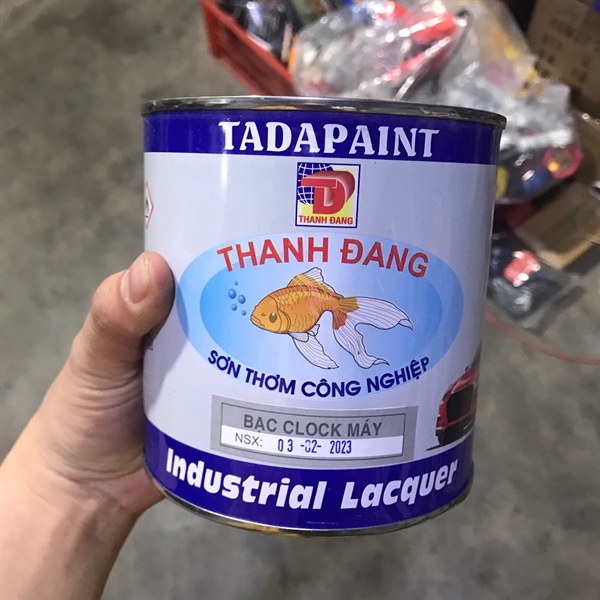 TADAPAINT
THANH ĐANG
THANH ĐANG
SƠN THƠM CÔNG NGHIỆP
BẠC CLOCK MÁY
NSX: 03-02-2023
Industrial Lacquer